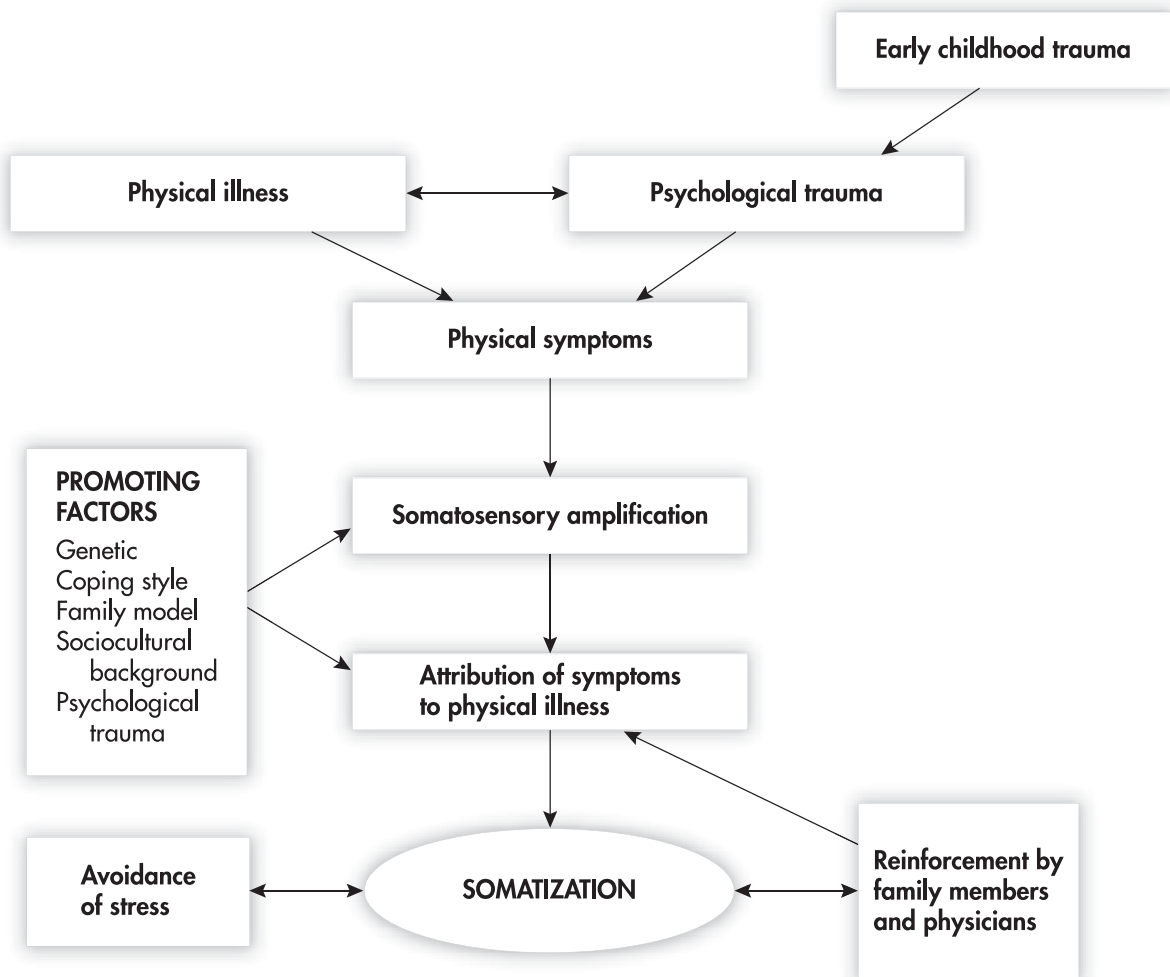 Early childhood trauma
Physical illness
Psychological trauma
Physical symptoms
PROMOTING
FACTORS
Genetic
Coping style
Family model
Sociocultural
background
Psychological
trauma
Somatosensory amplification
Attribution of symptoms
to physical illness
Avoidance
of stress
SOMATIZATION
Reinforcement by
family members
and physicians